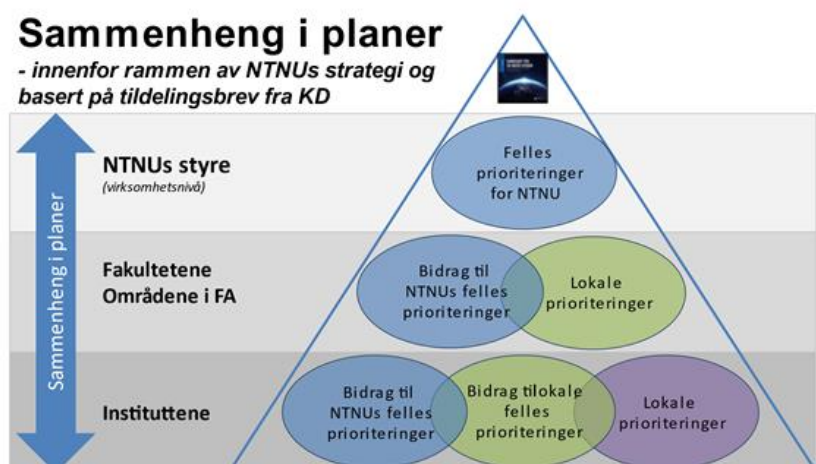 Sammenheng i planer
- innenfor rammen av NTNUs strategi og
basert på tildelingsbrev fra KD
Sammenheng i planer
NTNUs styre
(virksomhetsnivå)
Felles
prioriteringer
for NTNU
Fakultetene
Områdene i FA
Bidrag til
NTNUs felles
prioriteringer
Lokale
prioriteringer
Instituttene
Bidrag til
NTNUs felles
prioriteringer
Bidrag tilokale
felles
prioriteringer
Lokale
prioriteringer